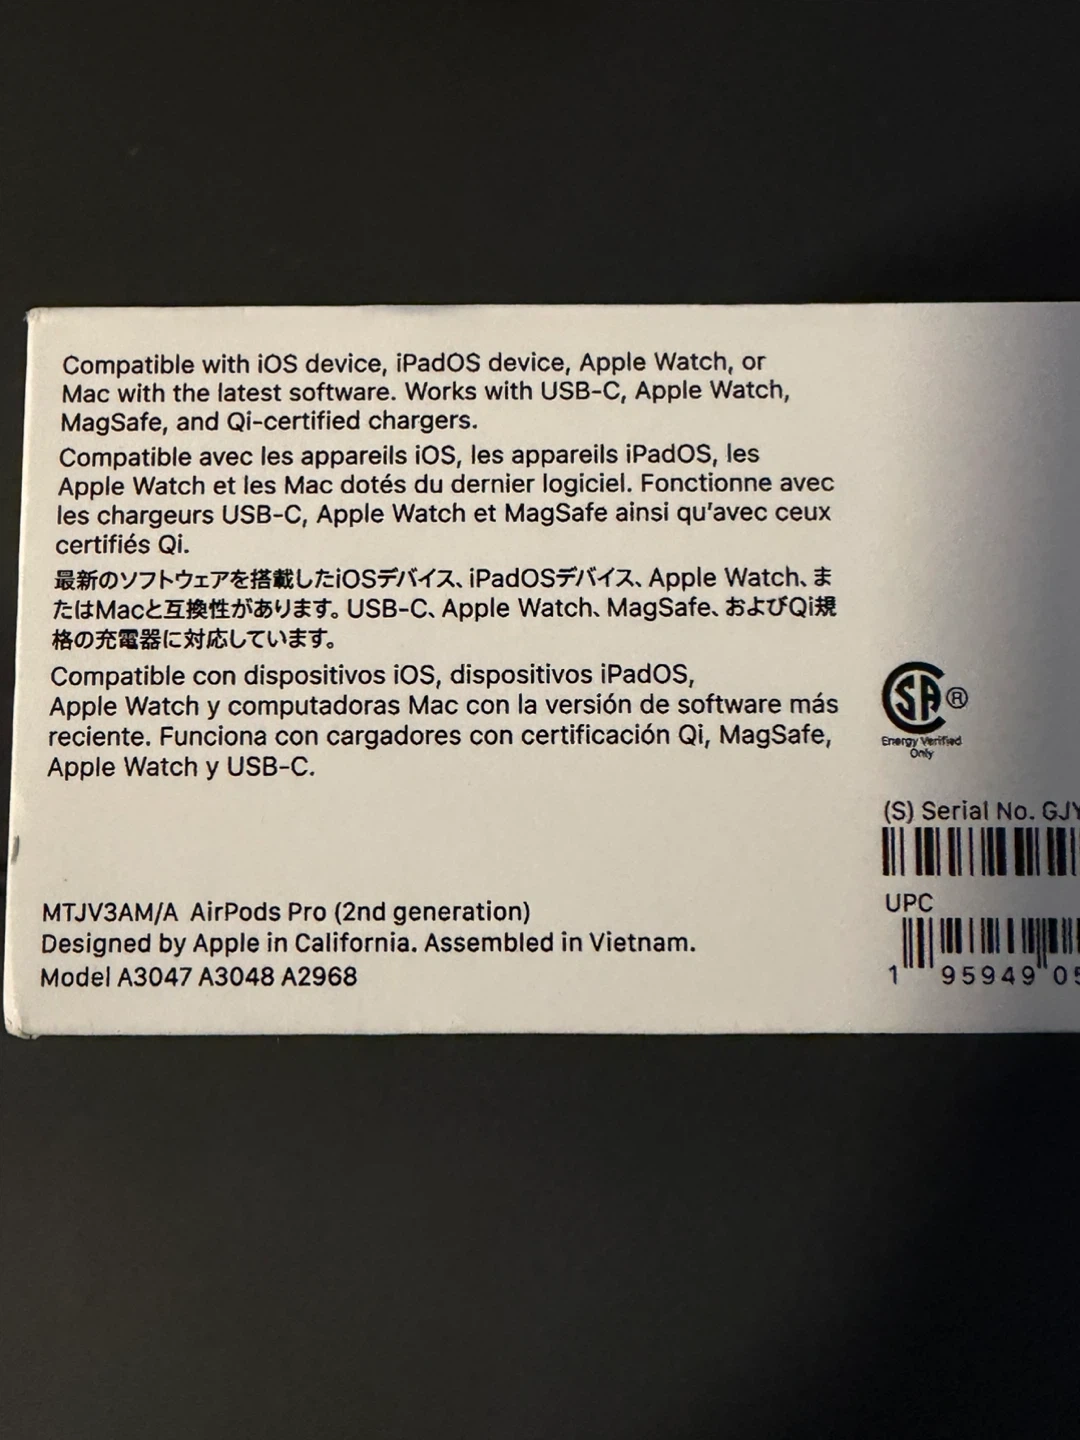 Compatible with iOS device, iPadOS device, Apple Watch, or
Mac with the latest software. Works with USB-C, Apple Watch,
MagSafe, and Qi-certified chargers.
Compatible avec les appareils iOS, les appareils iPadOS, les
Apple Watch et les Mac dotés du dernier logiciel. Fonctionne avec
les chargeurs USB-C, Apple Watch et MagSafe ainsi qu'avec ceux
certifiés Qi.
最新のソフトウェアを搭載したiOSデバイス、iPadOSデバイス、Apple Watch、ま
たはMacと互換性があります。USB-C、Apple Watch、MagSafe、およびQi規
格の充電器に対応しています。
Compatible con dispositivos iOS, dispositivos iPadOS,
Apple Watch y computadoras Mac con la versión de software más
reciente. Funciona con cargadores con certificación Qi, MagSafe,
Apple Watch y USB-C.
MTJV3AM/A AirPods Pro (2nd generation)
Designed by Apple in California. Assembled in Vietnam.
Model A3047 A3048 A2968
SA ®
Energy Verified
Only
(S) Serial No. GJY
UPC
1 95949 05